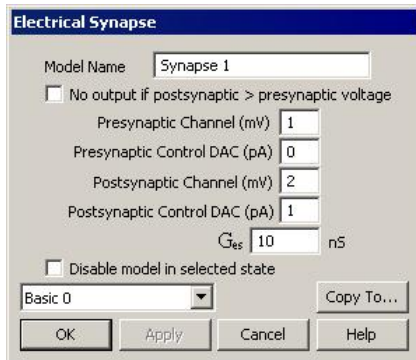 Electrical Synapse
Model Name Synapse 1
No output if postsynaptic > presynaptic voltage
Presynaptic Channel (mV) 1
Presynaptic Control DAC (pA) 0
Postsynaptic Channel (mV) 2
Postsynaptic Control DAC (pA) 1
Ges 10 nS
Disable model in selected state
Basic 0 Copy To...
OK Apply Cancel Help